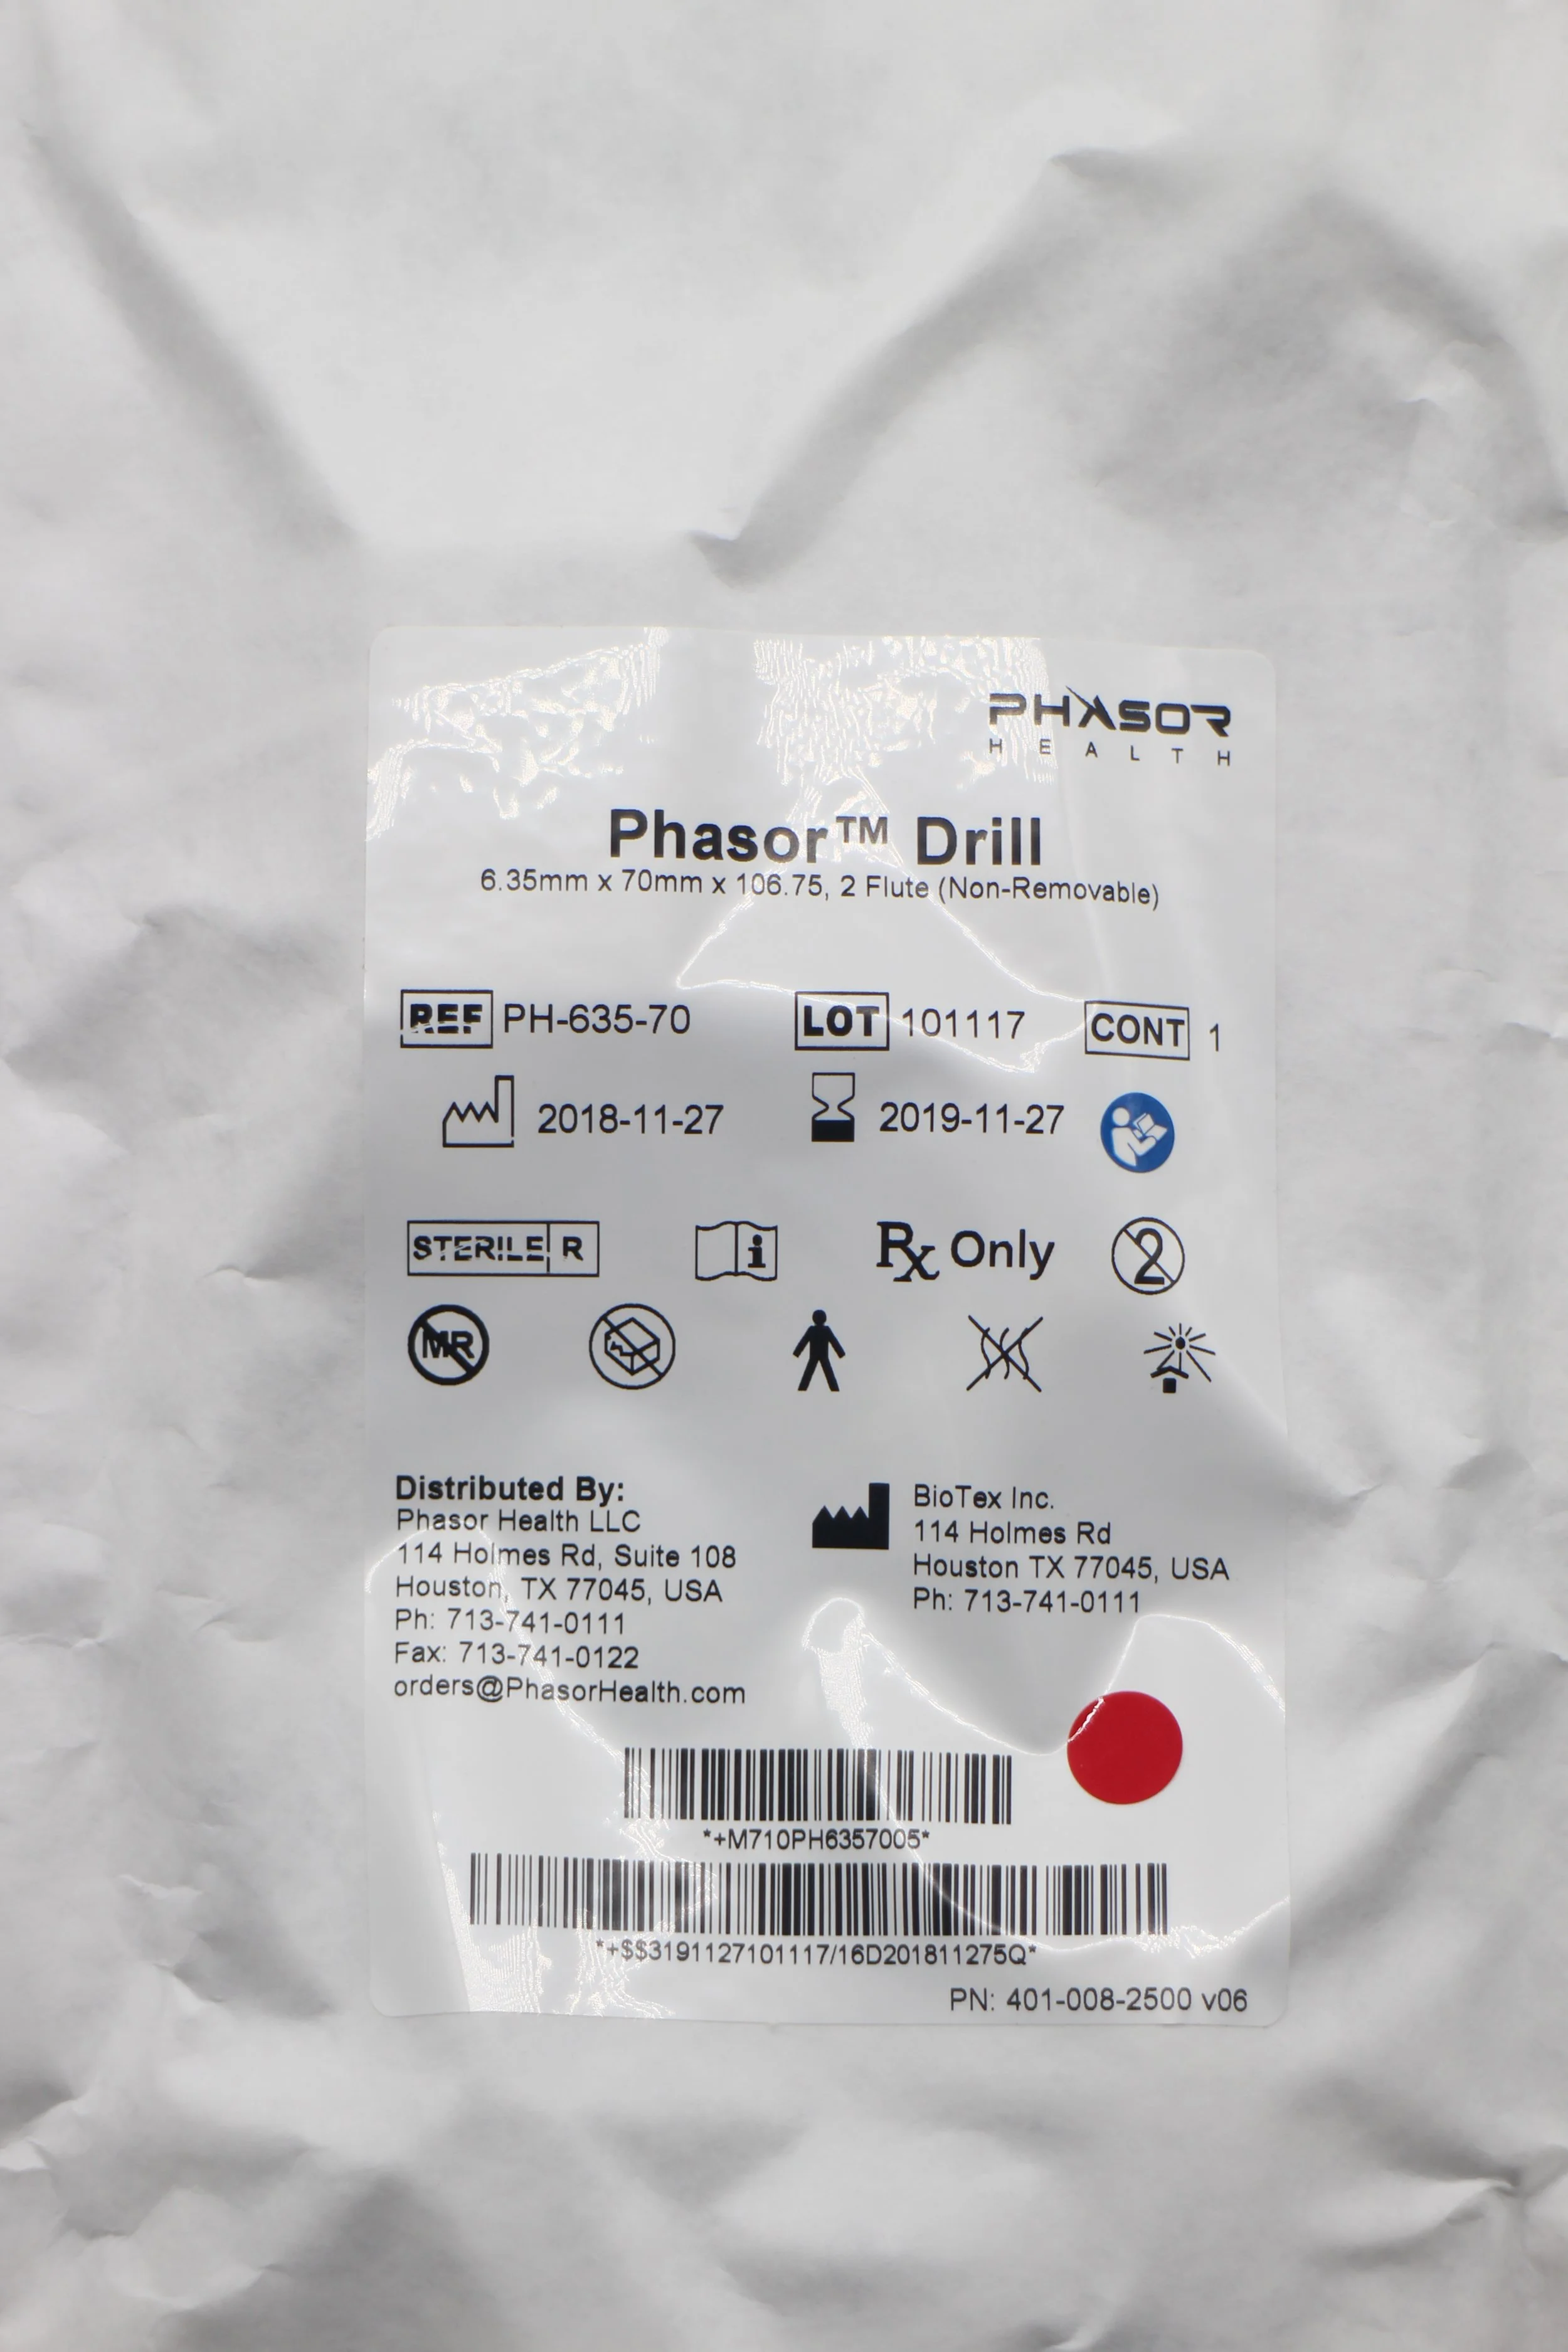 PHASOR
HEALTH
Phasor™ Drill
6.35mm x 70mm x 106.75, 2 Flute (Non-Removable)
REF PH-635-70 LOT 101117 CONT 1
2018-11-27 2019-11-27
STERILE R i Rx Only 2
MR
Distributed By:
Phasor Health LLC
114 Holmes Rd, Suite 108
Houston, TX 77045, USA
Ph: 713-741-0111
Fax: 713-741-0122
orders@PhasorHealth.com
BioTex Inc.
114 Holmes Rd
Houston TX 77045, USA
Ph: 713-741-0111
*+M710PH6357005*
*+$$3191127101117/16D201811275Q*
PN: 401-008-2500 v06